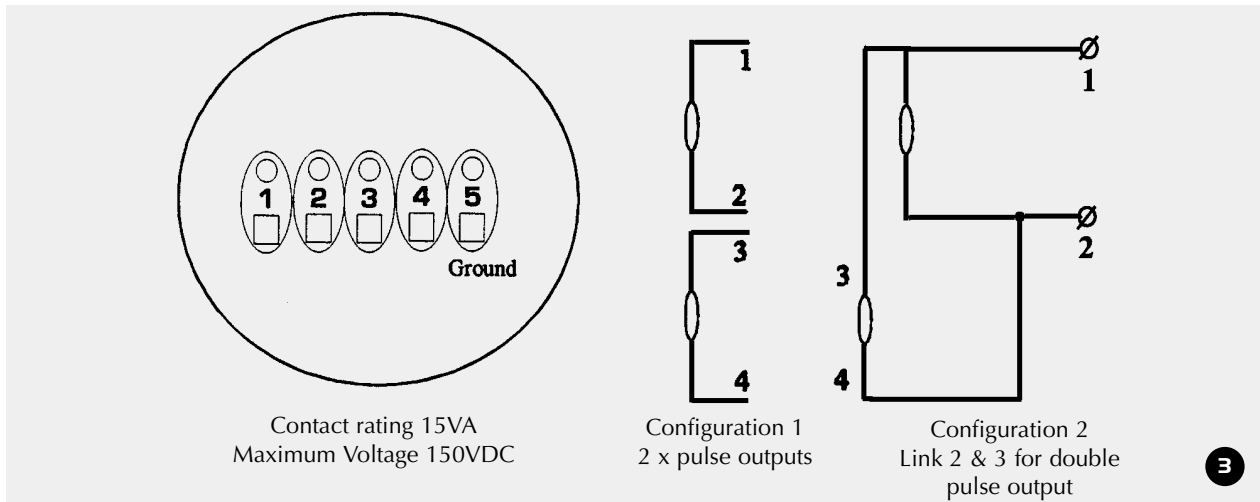 1 2 3 4 5
Ground
Contact rating 15VA
Maximum Voltage 150VDC
1
2
3
4
Configuration 1
2 x pulse outputs
1
2
3
4
Configuration 2
Link 2 & 3 for double
pulse output
3